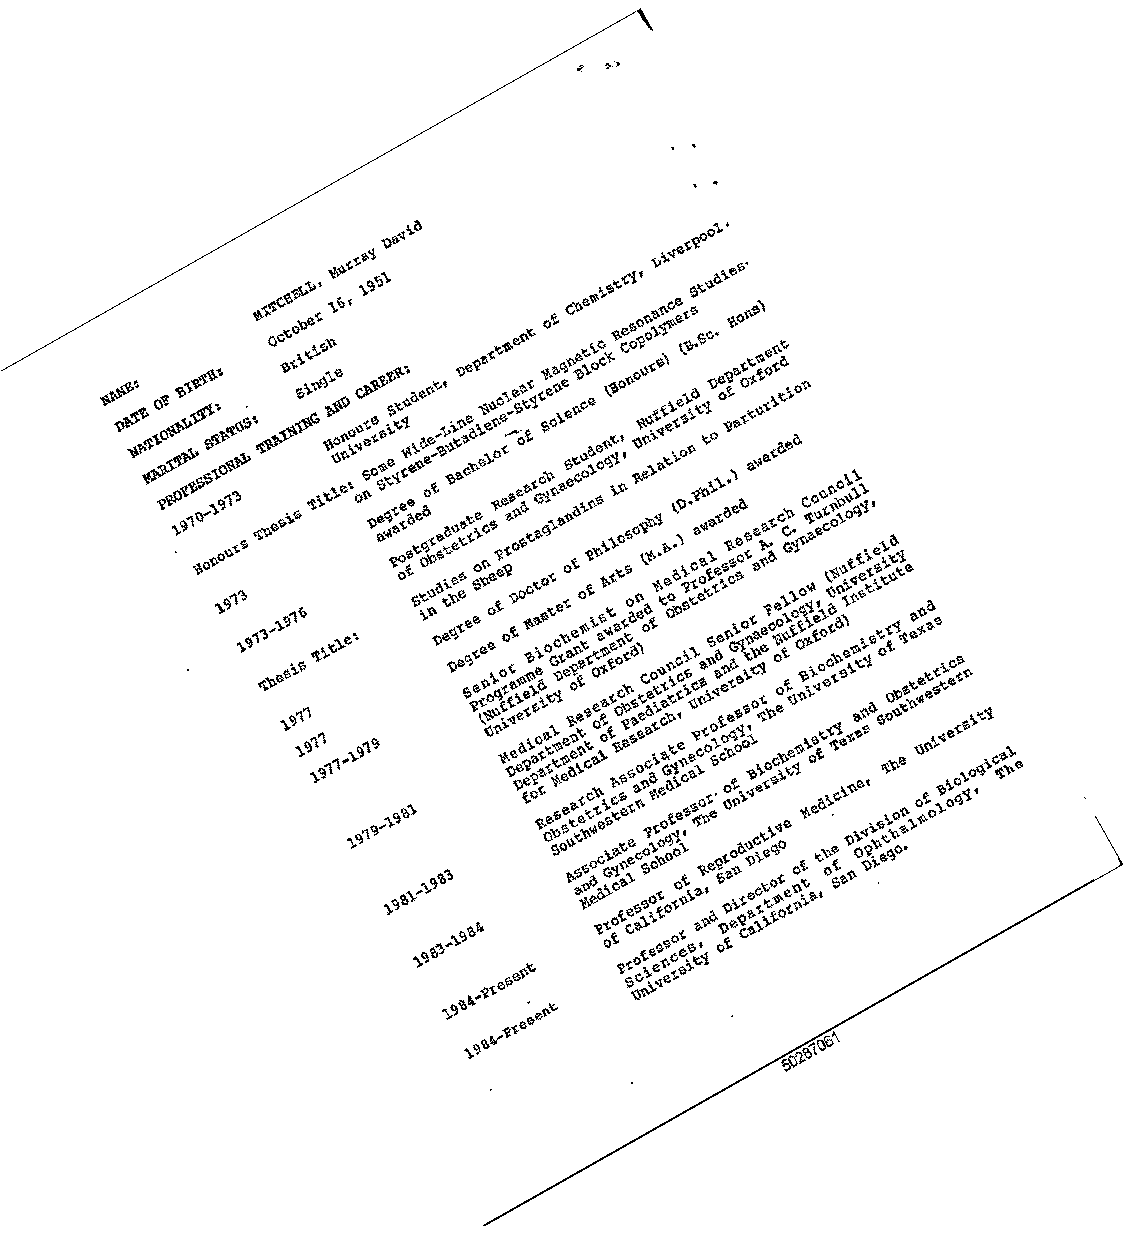 NAME: MITCHELL, Murray David
DATE OF BIRTH: October 16, 1951
NATIONALITY: British
MARITAL STATUS: Single
PROFESSIONAL TRAINING AND CAREER:
1970-1973 Honours Student, Department of Chemistry, Liverpool.
University
Honours Thesis Title: Some Wide-Line Nuclear Magnetic Resonance Studies.
on Styrene-Butadiene-Styrene Block Copolymers
1973 Degree of Bachelor of Science (Honours) (B.Sc. Hons)
awarded
1973-1976 Postgraduate Research Student, Nuffield Department
of Obstetrics and Gynaecology, University of Oxford
Thesis Title: Studies on Prostaglandins in Relation to Parturition
in the Sheep
1977 Degree of Doctor of Philosophy (D.Phil.) awarded
1977 Degree of Master of Arts (M.A.) awarded
1977-1979 Senior Biochemist on Medical Research Council
Programme Grant awarded to Professor A. C. Turnbull
(Nuffield Department of Obstetrics and Gynaecology,
University of Oxford)
1979-1981 Medical Research Council Senior Fellow (Nuffield
Department of Obstetrics and Gynaecology, University
Department of Paediatrics and the Nuffield Institute
for Medical Research, University of Oxford)
1981-1983 Research Associate Professor of Biochemistry and
Obstetrics and Gynecology, The University of Texas
Southwestern Medical School
1983-1984 Associate Professor of Biochemistry and Obstetrics
and Gynecology, The University of Texas Southwestern
Medical School
1984-Present Professor of Reproductive Medicine, The University
of California, San Diego
1984-Present Professor and Director of the Division of Biological
Sciences, Department of Ophthalmology, The
University of California, San Diego.
50287061